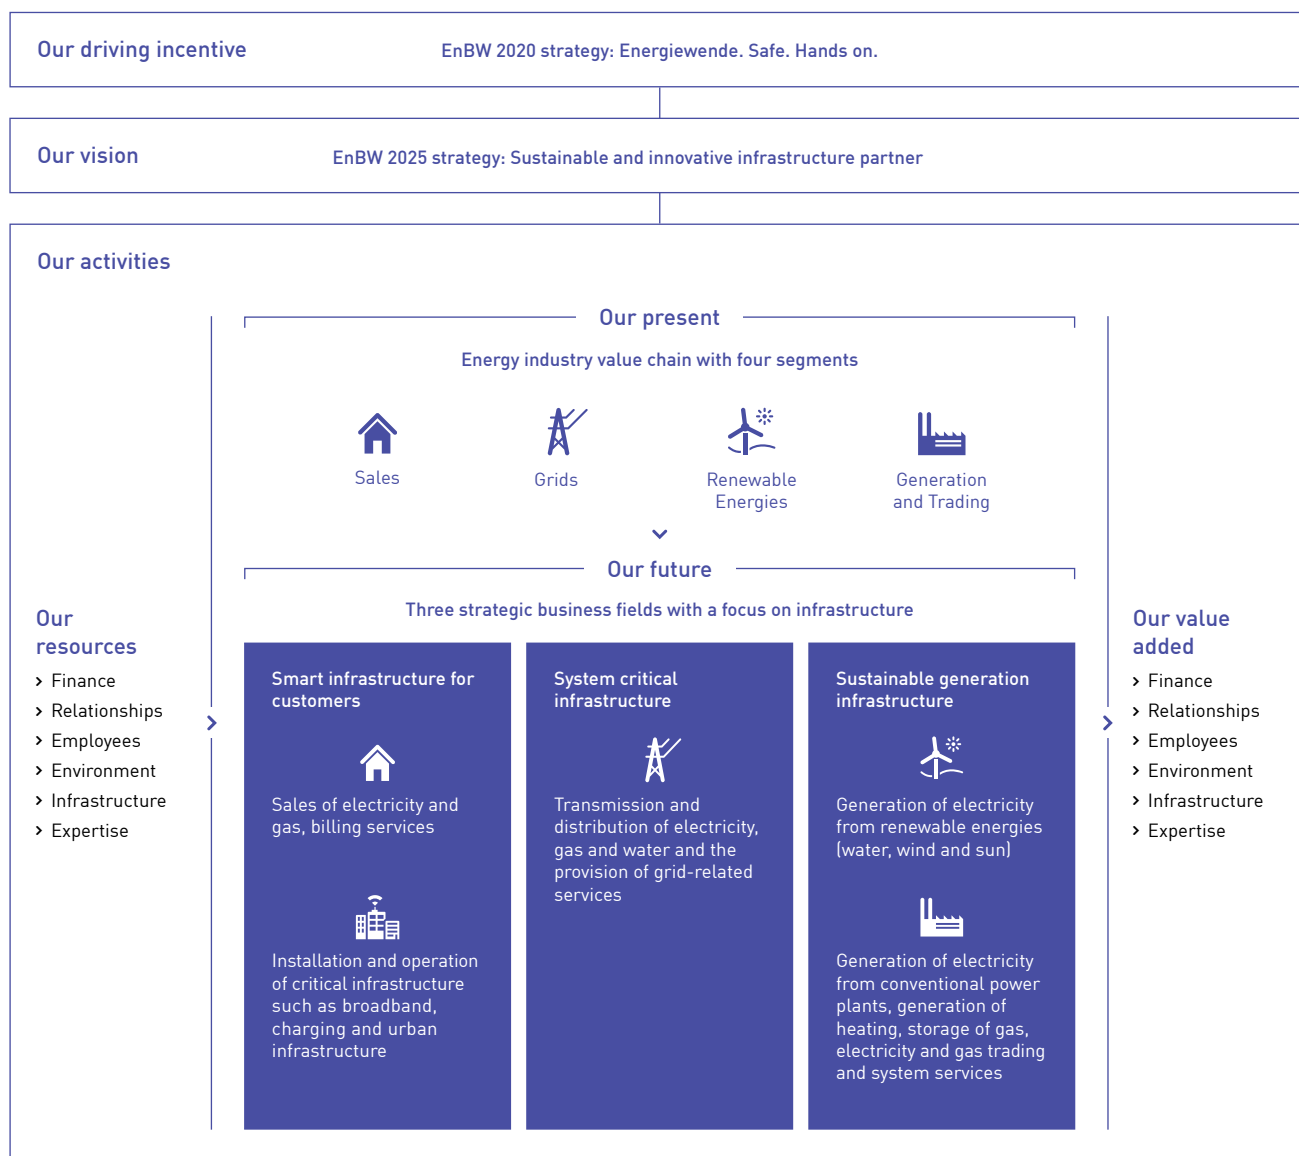 Our driving incentive
EnBW 2020 strategy: Energiewende. Safe. Hands on.
Our vision
EnBW 2025 strategy: Sustainable and innovative infrastructure partner
Our activities
Our present
Energy industry value chain with four segments
Sales
Grids
Renewable
Energies
Generation
and Trading
Our future
Three strategic business fields with a focus on infrastructure
Our
resources
› Finance
› Relationships
› Employees
› Environment
› Infrastructure
› Expertise
Smart infrastructure for
customers
Sales of electricity and
gas, billing services
Installation and operation
of critical infrastructure
such as broadband,
charging and urban
infrastructure
System critical
infrastructure
Transmission and
distribution of electricity,
gas and water and the
provision of grid-related
services
Sustainable generation
infrastructure
Generation of electricity
from renewable energies
(water, wind and sun)
Generation of electricity
from conventional power
plants, generation of
heating, storage of gas,
electricity and gas trading
and system services
Our value
added
› Finance
› Relationships
› Employees
› Environment
› Infrastructure
› Expertise